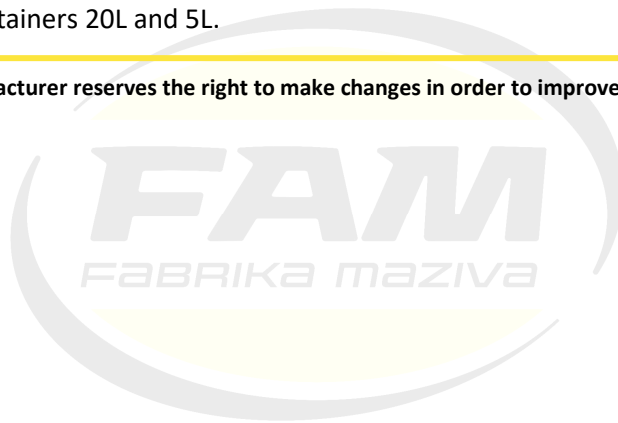 tainers 20L and 5L.
acturer reserves the right to make changes in order to improve
FAM
FABRIKA MAZIVA